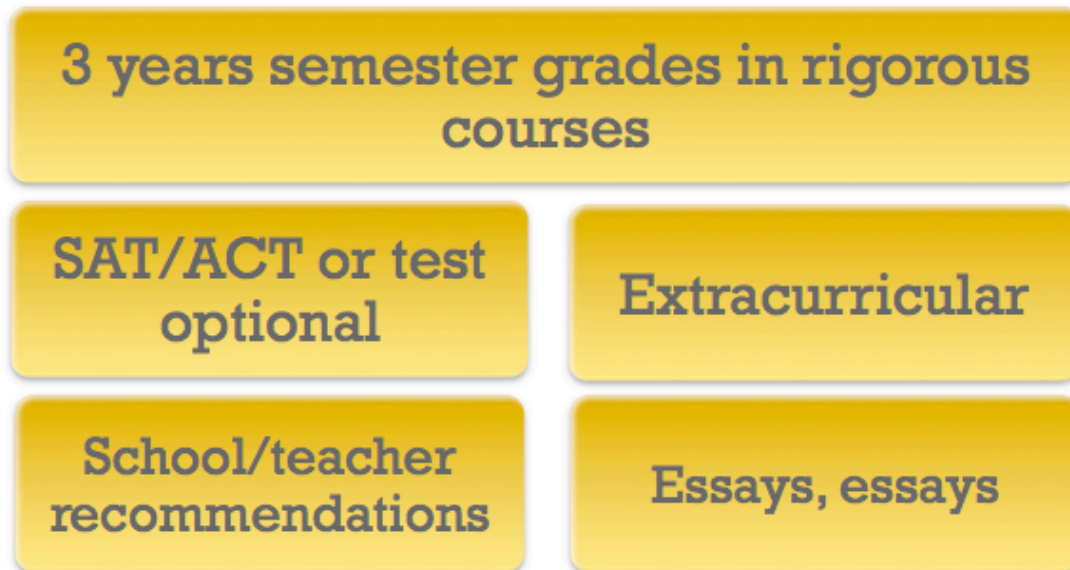 3 years semester grades in rigorous
courses
SAT/ACT or test
optional
Extracurricular
School/teacher
recommendations
Essays, essays